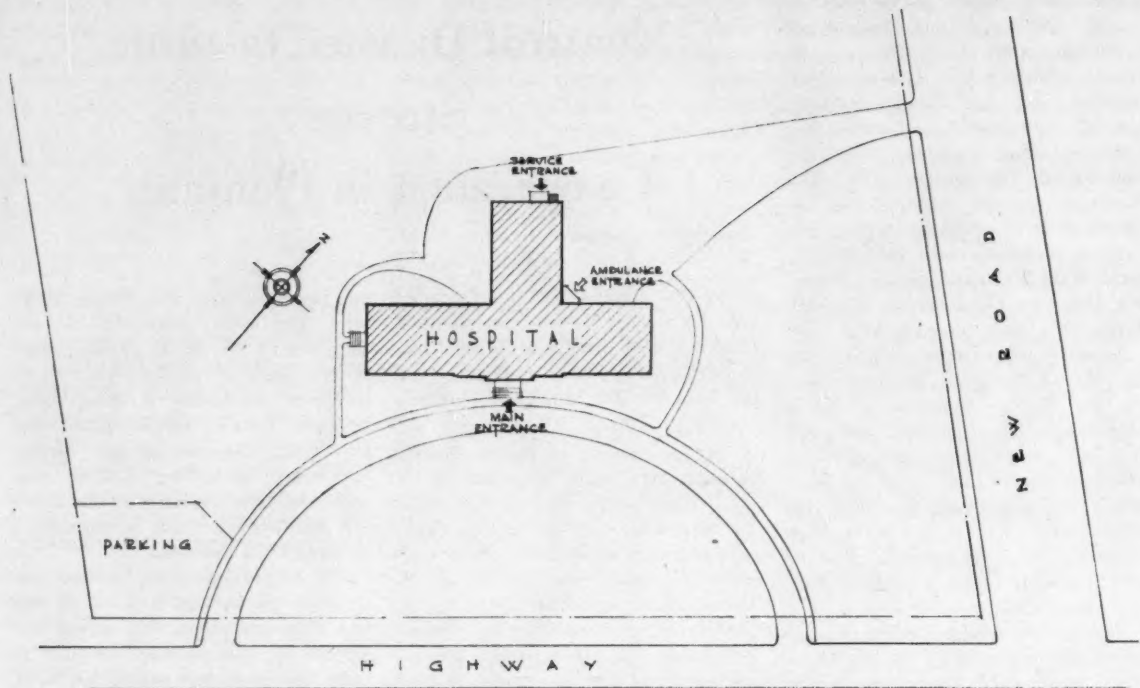 SERVICE
ENTRANCE
N
AMBULANCE
ENTRANCE
HOSPITAL
MAIN
ENTRANCE
PARKING
NEW ROAD
HIGHWAY